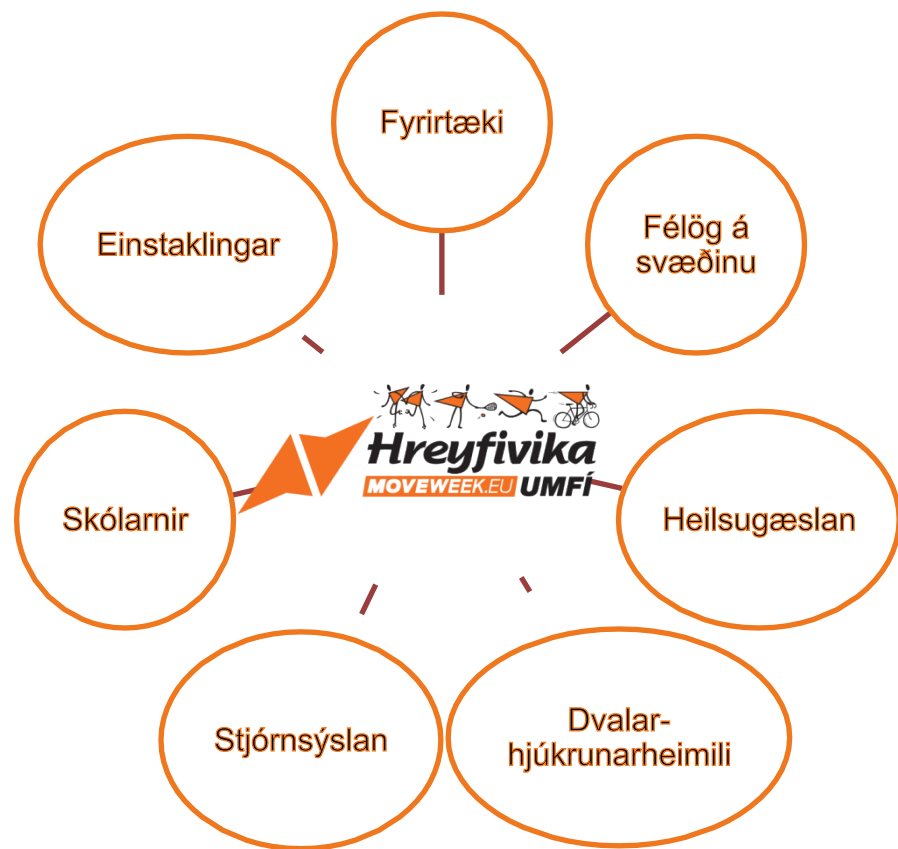 Fyrirtæki
Einstaklingar
Félög á
svæðinu
Hreyfivika
MOVEWEEK.EU UMFÍ
Skólarnir
Heilsugæslan
Stjórnsýslan
Dvalar-
hjúkrunarheimili